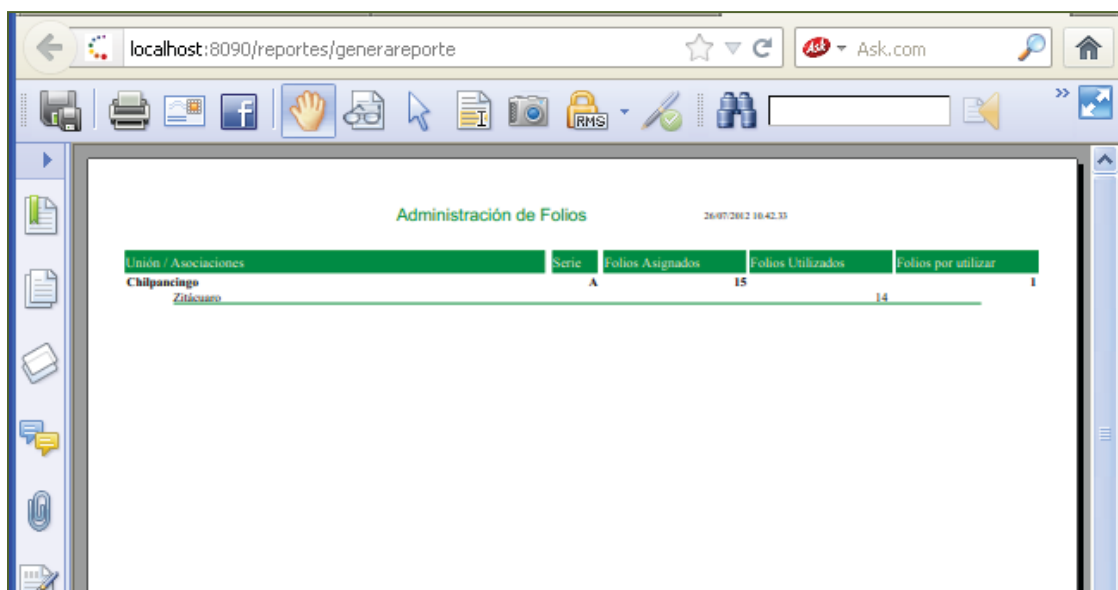 localhost:8090/reportes/generareporte
Ask
Ask.com
f
RMS
»
Administración de Folios
26/07/2012 10.42.33
Unión / Asociaciones Serie Folios Asignados Folios Utilizados Folios por utilizar
Chilpancingo A 15 1
Zitácuaro 14